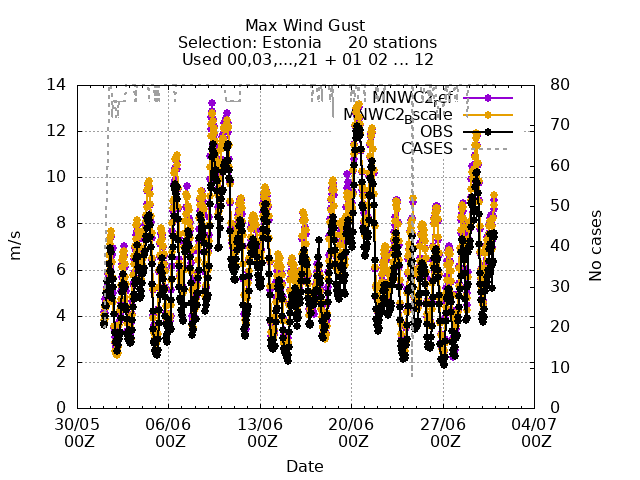 Max Wind Gust
Selection: Estonia 20 stations
Used 00,03,...,21 + 01 02 ... 12
14 80
12 70
10 60
8 50
6 40
4 30
2 20
0 10
0
m/s
No cases
MNWC2
MNWC2_Bscale
OBS
CASES
30/05 06/06 13/06 20/06 27/06 04/07
00Z 00Z 00Z 00Z 00Z 00Z
Date